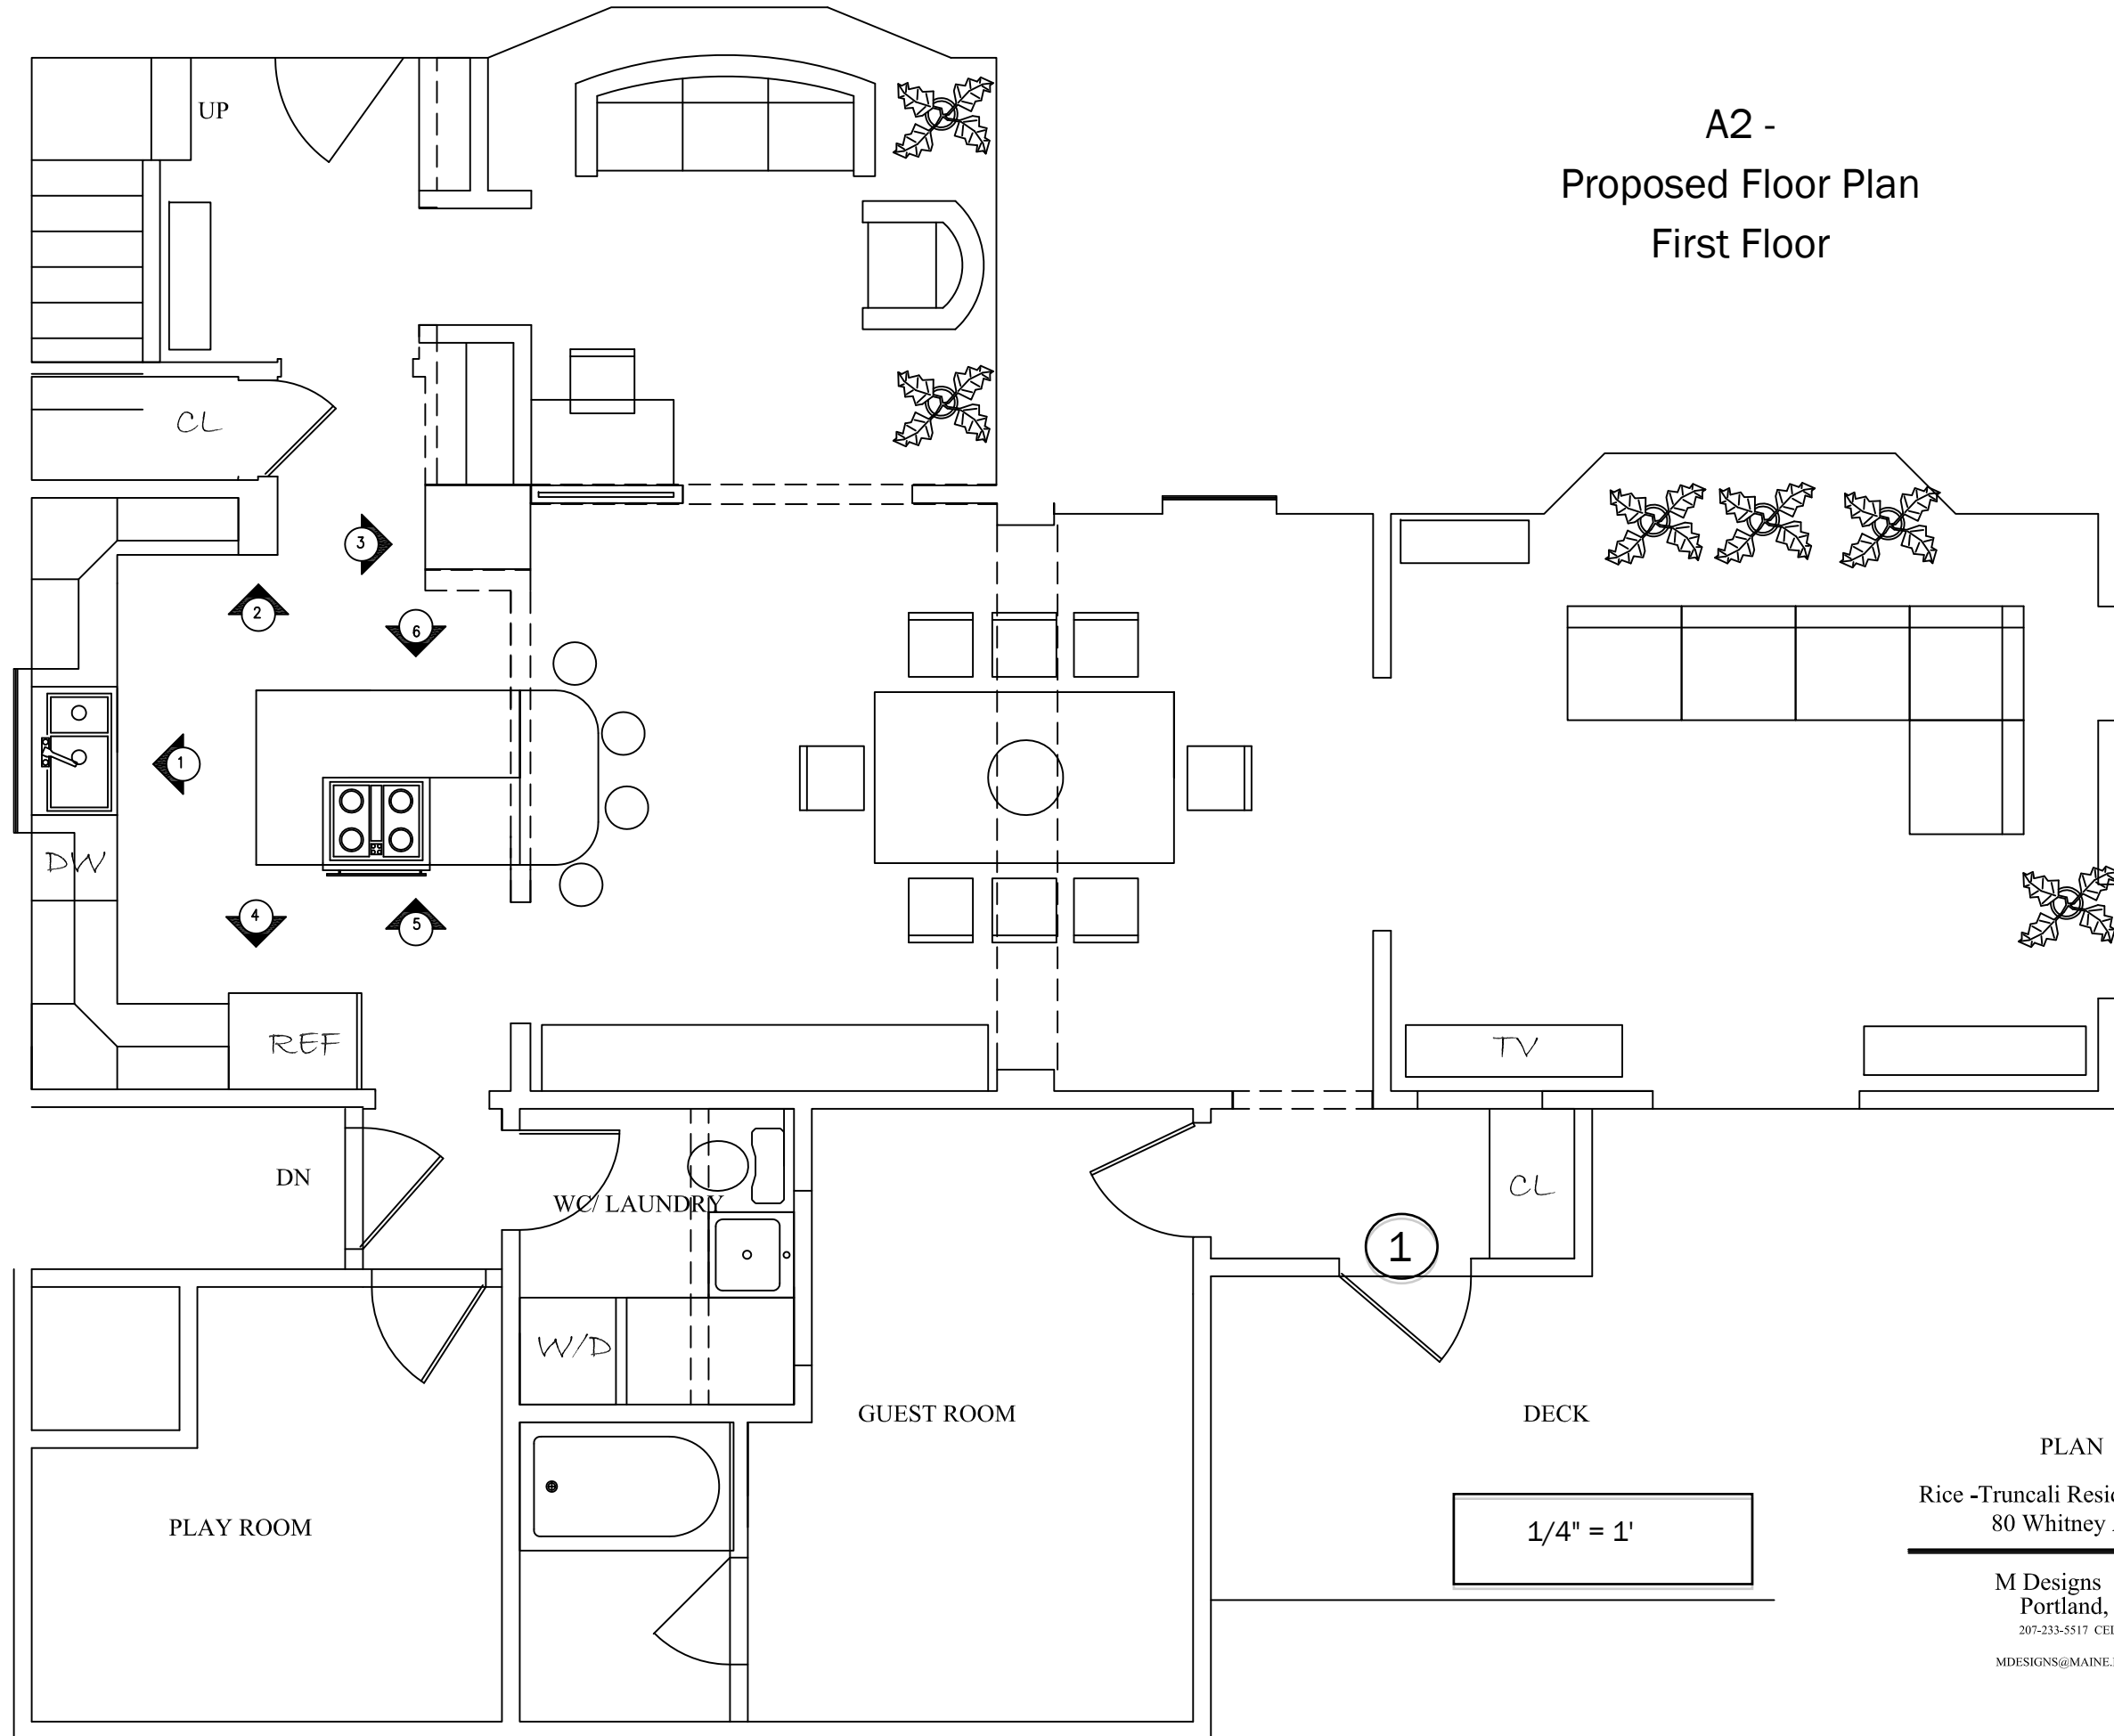 A2 -
Proposed Floor Plan
First Floor
UP
CL
3
2
6
1
DW
4
5
REF
TV
DN
WC/ LAUNDRY
CL
1
W/D
GUEST ROOM
DECK
PLAN
PLAY ROOM
1/4" = 1'
Rice -Truncali Resi
80 Whitney
M Designs
Portland,
207-233-5517 CE
MDESIGNS@MAINE.